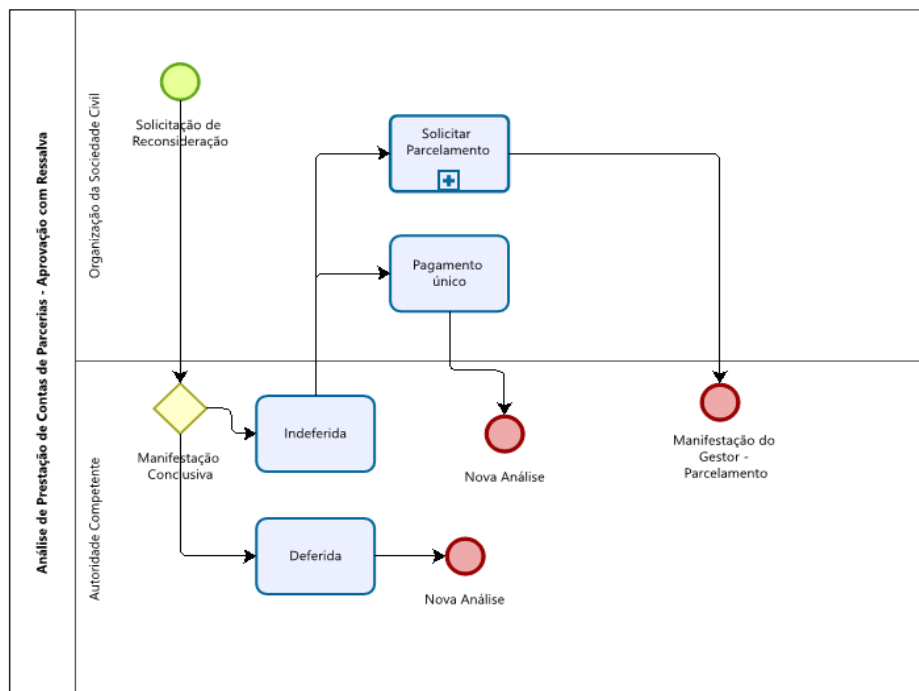 Análise de Prestação de Contas de Parcerias - Aprovação com Ressalva
Organização da Sociedade Civil
Solicitação de
Reconsideração
Solicitar
Parcelamento
Pagamento
único
Autoridade Competente
Manifestação
Conclusiva
Indeferida
Nova Análise
Manifestação do
Gestor -
Parcelamento
Deferida
Nova Análise